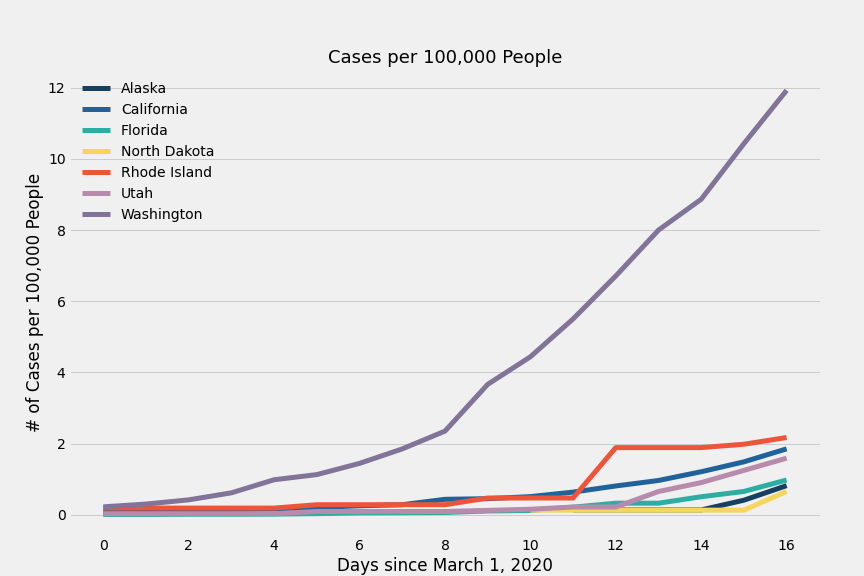 Cases per 100,000 People
12
10
8
6
4
2
0
# of Cases per 100,000 People
Alaska
California
Florida
North Dakota
Rhode Island
Utah
Washington
0 2 4 6 8 10 12 14 16
Days since March 1, 2020